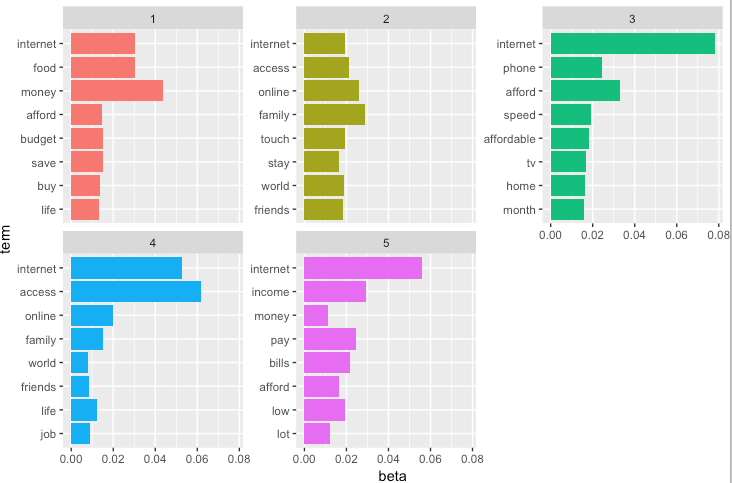 1
internet
food
money
afford
budget
save
buy
life
2
internet
access
online
family
touch
stay
world
friends
3
internet
phone
afford
speed
affordable
tv
home
month
0.00 0.02 0.04 0.06 0.08
term
4
internet
access
online
family
world
friends
life
job
0.00 0.02 0.04 0.06 0.08
5
internet
income
money
pay
bills
afford
low
lot
0.00 0.02 0.04 0.06 0.08
beta